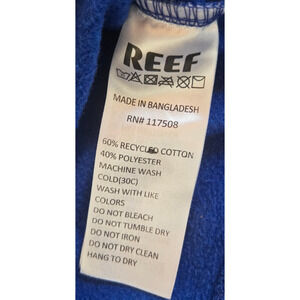 REEF
MADE IN BANGLADESH
RN# 117508
60% RECYCLED COTTON
40% POLYESTER
MACHINE WASH
COLD(30C)
WASH WITH LIKE
COLORS
DO NOT BLEACH
DO NOT TUMBLE DRY
DO NOT IRON
DO NOT DRY CLEAN
HANG TO DRY